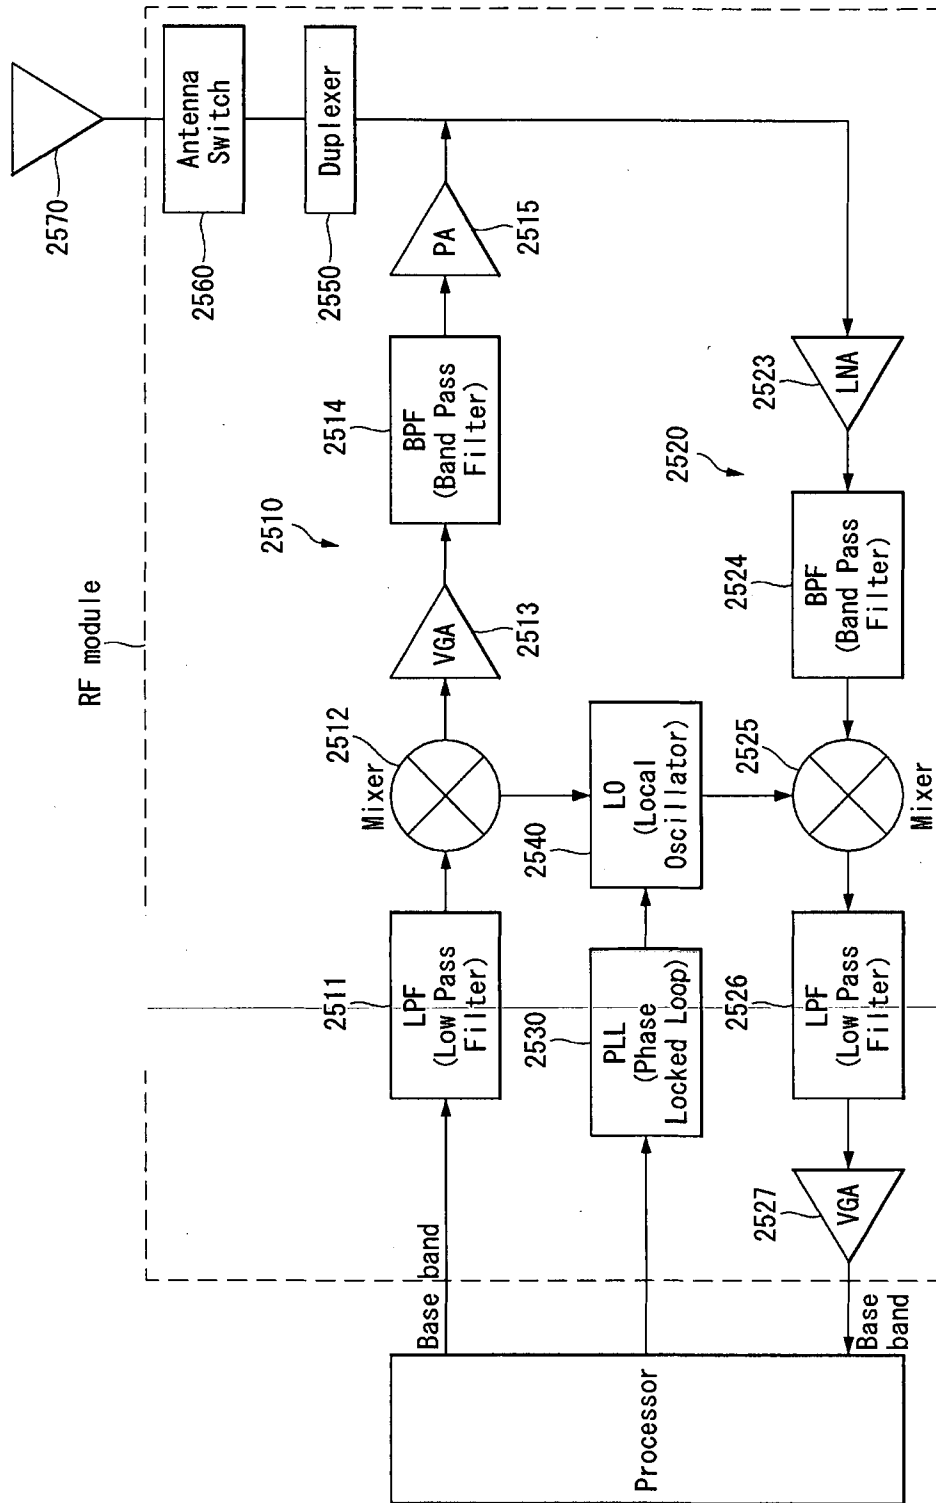 RF module
2570
Antenna
Switch
2560
Duplexer
2550
2510
Base band
LPF
(Low Pass
Filter)
2511
Mixer
2512
VGA
2513
BPF
(Band Pass
Filter)
2514
PA
2515
Processor
PLL
(Phase
Locked Loop)
2530
LO
(Local
Oscillator)
2540
2520
LNA
2523
BPF
(Band Pass
Filter)
2524
Mixer
2525
LPF
(Low Pass
Filter)
2526
VGA
2527
Base
band